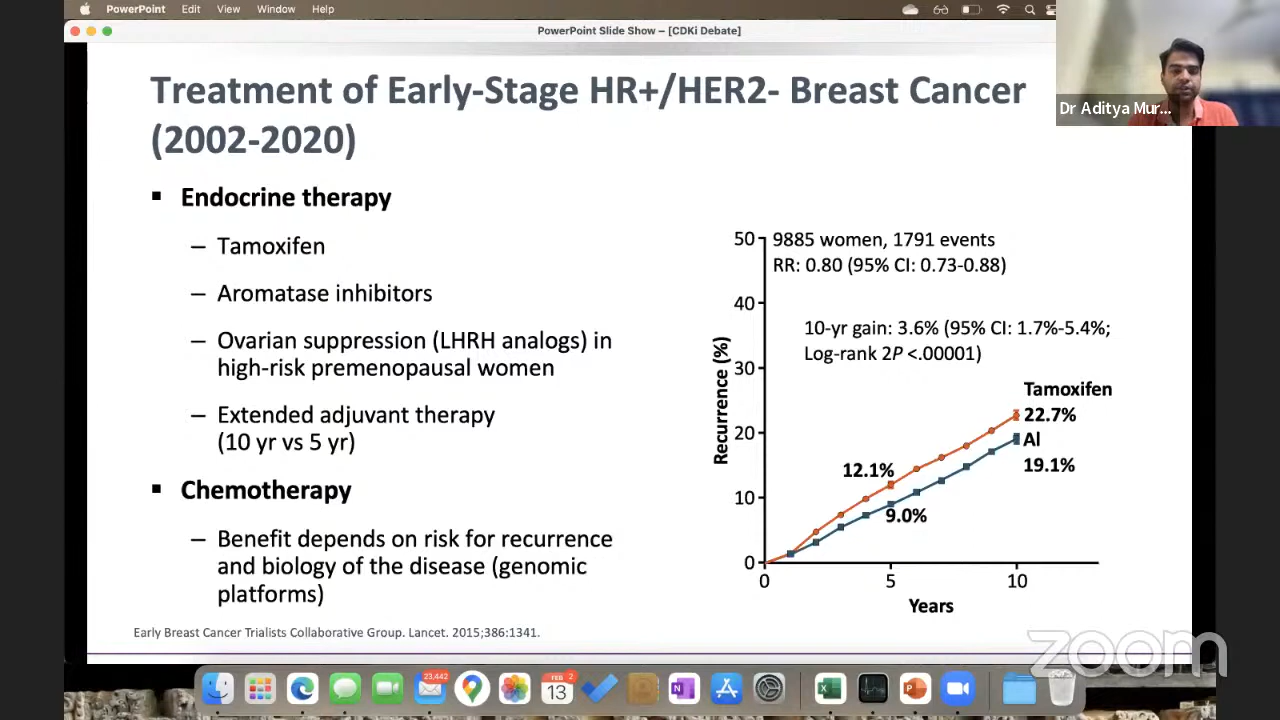 PowerPoint Edit View Window Help
PowerPoint Slide Show – [CDKi Debate]
Dr Aditya Mur...
Treatment of Early-Stage HR+/HER2- Breast Cancer
(2002-2020)
▪ Endocrine therapy
– Tamoxifen
– Aromatase inhibitors
– Ovarian suppression (LHRH analogs) in
high-risk premenopausal women
– Extended adjuvant therapy
(10 yr vs 5 yr)
▪ Chemotherapy
– Benefit depends on risk for recurrence
and biology of the disease (genomic
platforms)
9885 women, 1791 events
RR: 0.80 (95% CI: 0.73-0.88)
10-yr gain: 3.6% (95% CI: 1.7%-5.4%;
Log-rank 2P <.00001)
Recurrence (%)
50
40
30
20
10
0
Tamoxifen
22.7%
AI
19.1%
12.1%
9.0%
0 5 10
Years
Early Breast Cancer Trialists Collaborative Group. Lancet. 2015;386:1341.
zoom
23,442
FEB 2
13